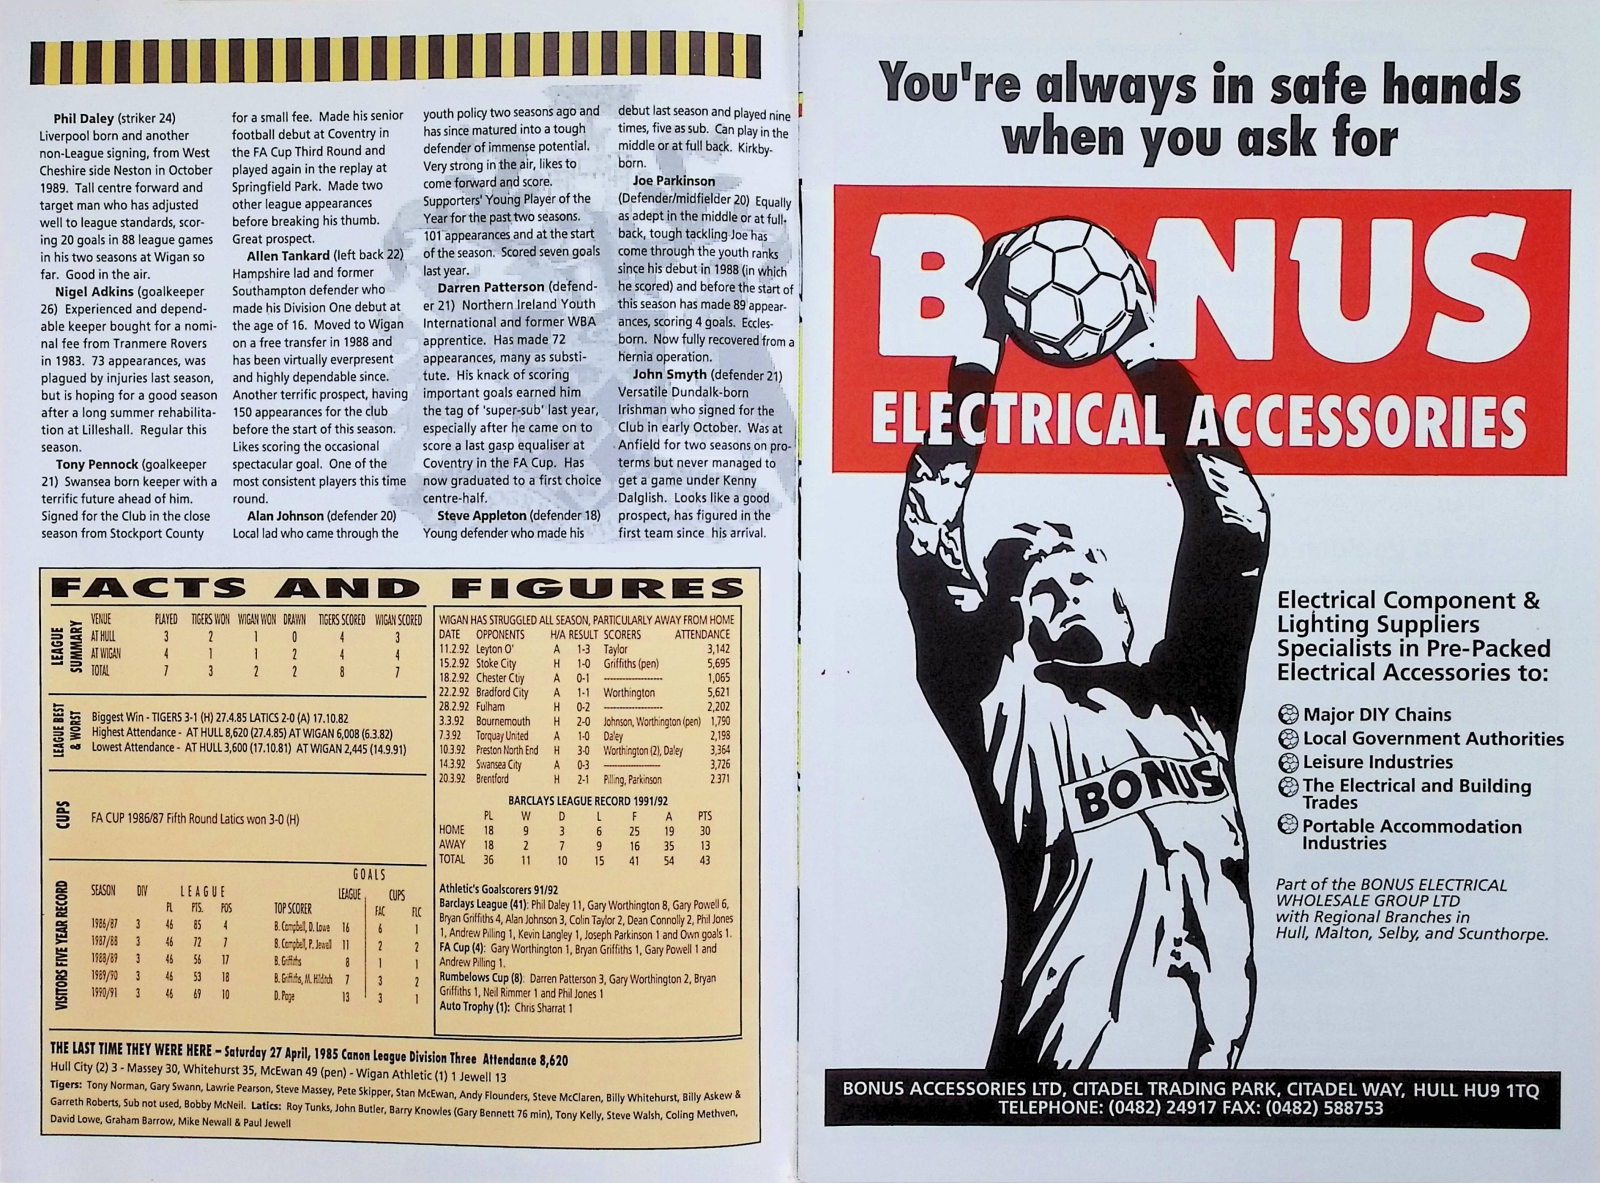 Phil Daley (striker 24)
Liverpool born and another
non-League signing, from West
Cheshire side Neston in October
1989. Tall centre forward and
target man who has adjusted
well to league standards, scor-
ing 20 goals in 88 league games
in his two seasons at Wigan so
far. Good in the air.
Nigel Adkins (goalkeeper
26) Experienced and depend-
able keeper bought for a nomi-
nal fee from Tranmere Rovers
in 1983. 73 appearances, was
plagued by injuries last season,
but is hoping for a good season
after a long summer rehabilita-
tion at Lilleshall. Regular this
season.
Tony Pennock (goalkeeper
21) Swansea born keeper with a
terrific future ahead of him.
Signed for the Club in the close
season from Stockport County
for a small fee. Made his senior
football debut at Coventry in
the FA Cup Third Round and
played again in the replay at
Springfield Park. Made two
other league appearances
before breaking his thumb.
Great prospect.
Allen Tankard (left back 22)
Hampshire lad and former
Southampton defender who
made his Division One debut at
the age of 16. Moved to Wigan
on a free transfer in 1988 and
has been virtually everpresent
and highly dependable since.
Another terrific prospect, having
150 appearances for the club
before the start of this season.
Likes scoring the occasional
spectacular goal. One of the
most consistent players this time
round.
Alan Johnson (defender 20)
Local lad who came through the
youth policy two seasons ago and
has since matured into a tough
defender of immense potential.
Very strong in the air, likes to
come forward and score.
Supporters' Young Player of the
Year for the past two seasons.
101 appearances and at the start
of the season. Scored seven goals
last year.
Darren Patterson (defend-
er 21) Northern Ireland Youth
International and former WBA
apprentice. Has made 72
appearances, many as substi-
tute. His knack of scoring
important goals earned him
the tag of 'super-sub' last year,
especially after he came on to
score a last gasp equaliser at
Coventry in the FA Cup. Has
now graduated to a first choice
centre-half.
Steve Appleton (defender 18)
Young defender who made his
debut last season and played nine
times, five as sub. Can play in the
middle or at full back. Kirkby-
born.
Joe Parkinson
(Defender/midfielder 20) Equally
as adept in the middle or at full-
back, tough tackling Joe has
come through the youth ranks
since his debut in 1988 (in which
he scored) and before the start of
this season has made 89 appear-
ances, scoring 4 goals. Eccles-
born. Now fully recovered from a
hernia operation.
John Smyth (defender 21)
Versatile Dundalk-born
Irishman who signed for the
Club in early October. Was at
Anfield for two seasons on pro-
terms but never managed to
get a game under Kenny
Dalglish. Looks like a good
prospect, has figured in the
first team since his arrival.
FACTS AND FIGURES
LEAGUE SUMMARY
VENUE PLAYED TIGERS WON WIGAN WON DRAWN TIGERS SCORED WIGAN SCORED
AT HULL 3 2 1 0 4 3
AT WIGAN 4 1 1 2 4 4
TOTAL 7 3 2 2 8 7
LEAGUE BEST & WORST
Biggest Win - TIGERS 3-1 (H) 27.4.85 LATICS 2-0 (A) 17.10.82
Highest Attendance - AT HULL 8,620 (27.4.85) AT WIGAN 6,008 (6.3.82)
Lowest Attendance - AT HULL 3,600 (17.10.81) AT WIGAN 2,445 (14.9.91)
CUPS
FA CUP 1986/87 Fifth Round Latics won 3-0 (H)
VISITORS FIVE YEAR RECORD
GOALS
SEASON DIV LEAGUE LEAGUE CUPS
PL PTS. POS TOP SCORER FAC FLC
1986/87 3 46 85 4 B. Campbell, D. Lowe 16 6 1
1987/88 3 46 72 7 B. Campbell, P. Jewell 11 2 2
1988/89 3 46 56 17 B. Griffiths 8 1 1
1989/90 3 46 53 18 B. Griffiths, M. Hilditch 7 3 2
1990/91 3 46 69 10 D. Page 13 3 1
WIGAN HAS STRUGGLED ALL SEASON, PARTICULARLY AWAY FROM HOME
DATE OPPONENTS H/A RESULT SCORERS ATTENDANCE
11.2.92 Leyton O' A 1-3 Taylor 3,142
15.2.92 Stoke City H 1-0 Griffiths (pen) 5,695
18.2.92 Chester Ctiy A 0-1 ------------------ 1,065
22.2.92 Bradford City A 1-1 Worthington 5,621
28.2.92 Fulham H 0-2 ------------------ 2,202
3.3.92 Bournemouth H 2-0 Johnson, Worthington (pen) 1,790
7.3.92 Torquay United A 1-0 Daley 2,198
10.3.92 Preston North End H 3-0 Worthington (2), Daley 3,364
14.3.92 Swansea City A 0-3 ------------------ 3,726
20.3.92 Brentford H 2-1 Pilling, Parkinson 2.371
BARCLAYS LEAGUE RECORD 1991/92
PL W D L F A PTS
HOME 18 9 3 6 25 19 30
AWAY 18 2 7 9 16 35 13
TOTAL 36 11 10 15 41 54 43
Athletic's Goalscorers 91/92
Barclays League (41): Phil Daley 11, Gary Worthington 8, Gary Powell 6,
Bryan Griffiths 4, Alan Johnson 3, Colin Taylor 2, Dean Connolly 2, Phil Jones
1, Andrew Pilling 1, Kevin Langley 1, Joseph Parkinson 1 and Own goals 1.
FA Cup (4): Gary Worthington 1, Bryan Griffiths 1, Gary Powell 1 and
Andrew Pilling 1.
Rumbelows Cup (8): Darren Patterson 3, Gary Worthington 2, Bryan
Griffiths 1, Neil Rimmer 1 and Phil Jones 1
Auto Trophy (1): Chris Sharrat 1
THE LAST TIME THEY WERE HERE – Saturday 27 April, 1985 Canon League Division Three Attendance 8,620
Hull City (2) 3 - Massey 30, Whitehurst 35, McEwan 49 (pen) - Wigan Athletic (1) 1 Jewell 13
Tigers: Tony Norman, Gary Swann, Lawrie Pearson, Steve Massey, Pete Skipper, Stan McEwan, Andy Flounders, Steve McClaren, Billy Whitehurst, Billy Askew &
Garreth Roberts, Sub not used, Bobby McNeil. Latics: Roy Tunks, John Butler, Barry Knowles (Gary Bennett 76 min), Tony Kelly, Steve Walsh, Coling Methven,
David Lowe, Graham Barrow, Mike Newall & Paul Jewell
You're always in safe hands
when you ask for
BONUS
ELECTRICAL ACCESSORIES
BONUS
Electrical Component &
Lighting Suppliers
Specialists in Pre-Packed
Electrical Accessories to:
Major DIY Chains
Local Government Authorities
Leisure Industries
The Electrical and Building
Trades
Portable Accommodation
Industries
Part of the BONUS ELECTRICAL
WHOLESALE GROUP LTD
with Regional Branches in
Hull, Malton, Selby, and Scunthorpe.
BONUS ACCESSORIES LTD, CITADEL TRADING PARK, CITADEL WAY, HULL HU9 1TQ
TELEPHONE: (0482) 24917 FAX: (0482) 588753